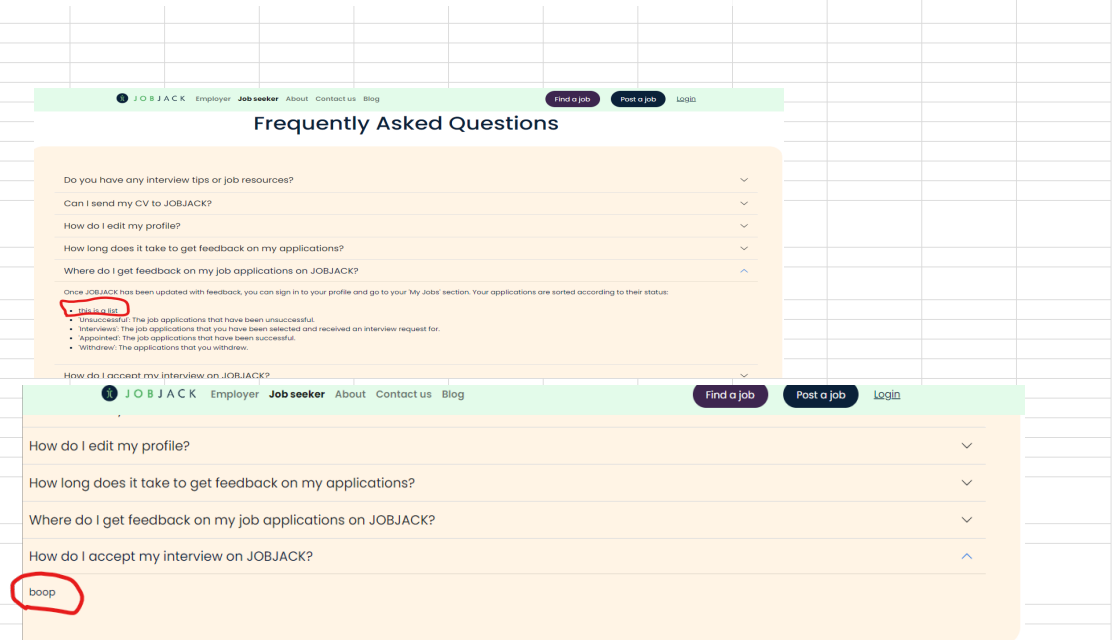 JOBJACK Employer Job seeker About Contact us Blog Find a job Post a job Login
Frequently Asked Questions
Do you have any interview tips or job resources?
Can I send my CV to JOBJACK?
How do I edit my profile?
How long does it take to get feedback on my applications?
Where do I get feedback on my job applications on JOBJACK?
Once JOBJACK has been updated with feedback, you can sign in to your profile and go to your 'My Jobs' section. Your applications are sorted according to their status:
• this is a list
• 'Unsuccessful': The job applications that have been unsuccessful.
• 'Interviews': The job applications that you have been selected and received an interview request for.
• 'Appointed': The job applications that have been successful.
• 'Withdrew': The applications that you withdrew.
How do I accept my interview on JOBJACK?
JOBJACK Employer Job seeker About Contact us Blog Find a job Post a job Login
How do I edit my profile?
How long does it take to get feedback on my applications?
Where do I get feedback on my job applications on JOBJACK?
How do I accept my interview on JOBJACK?
boop